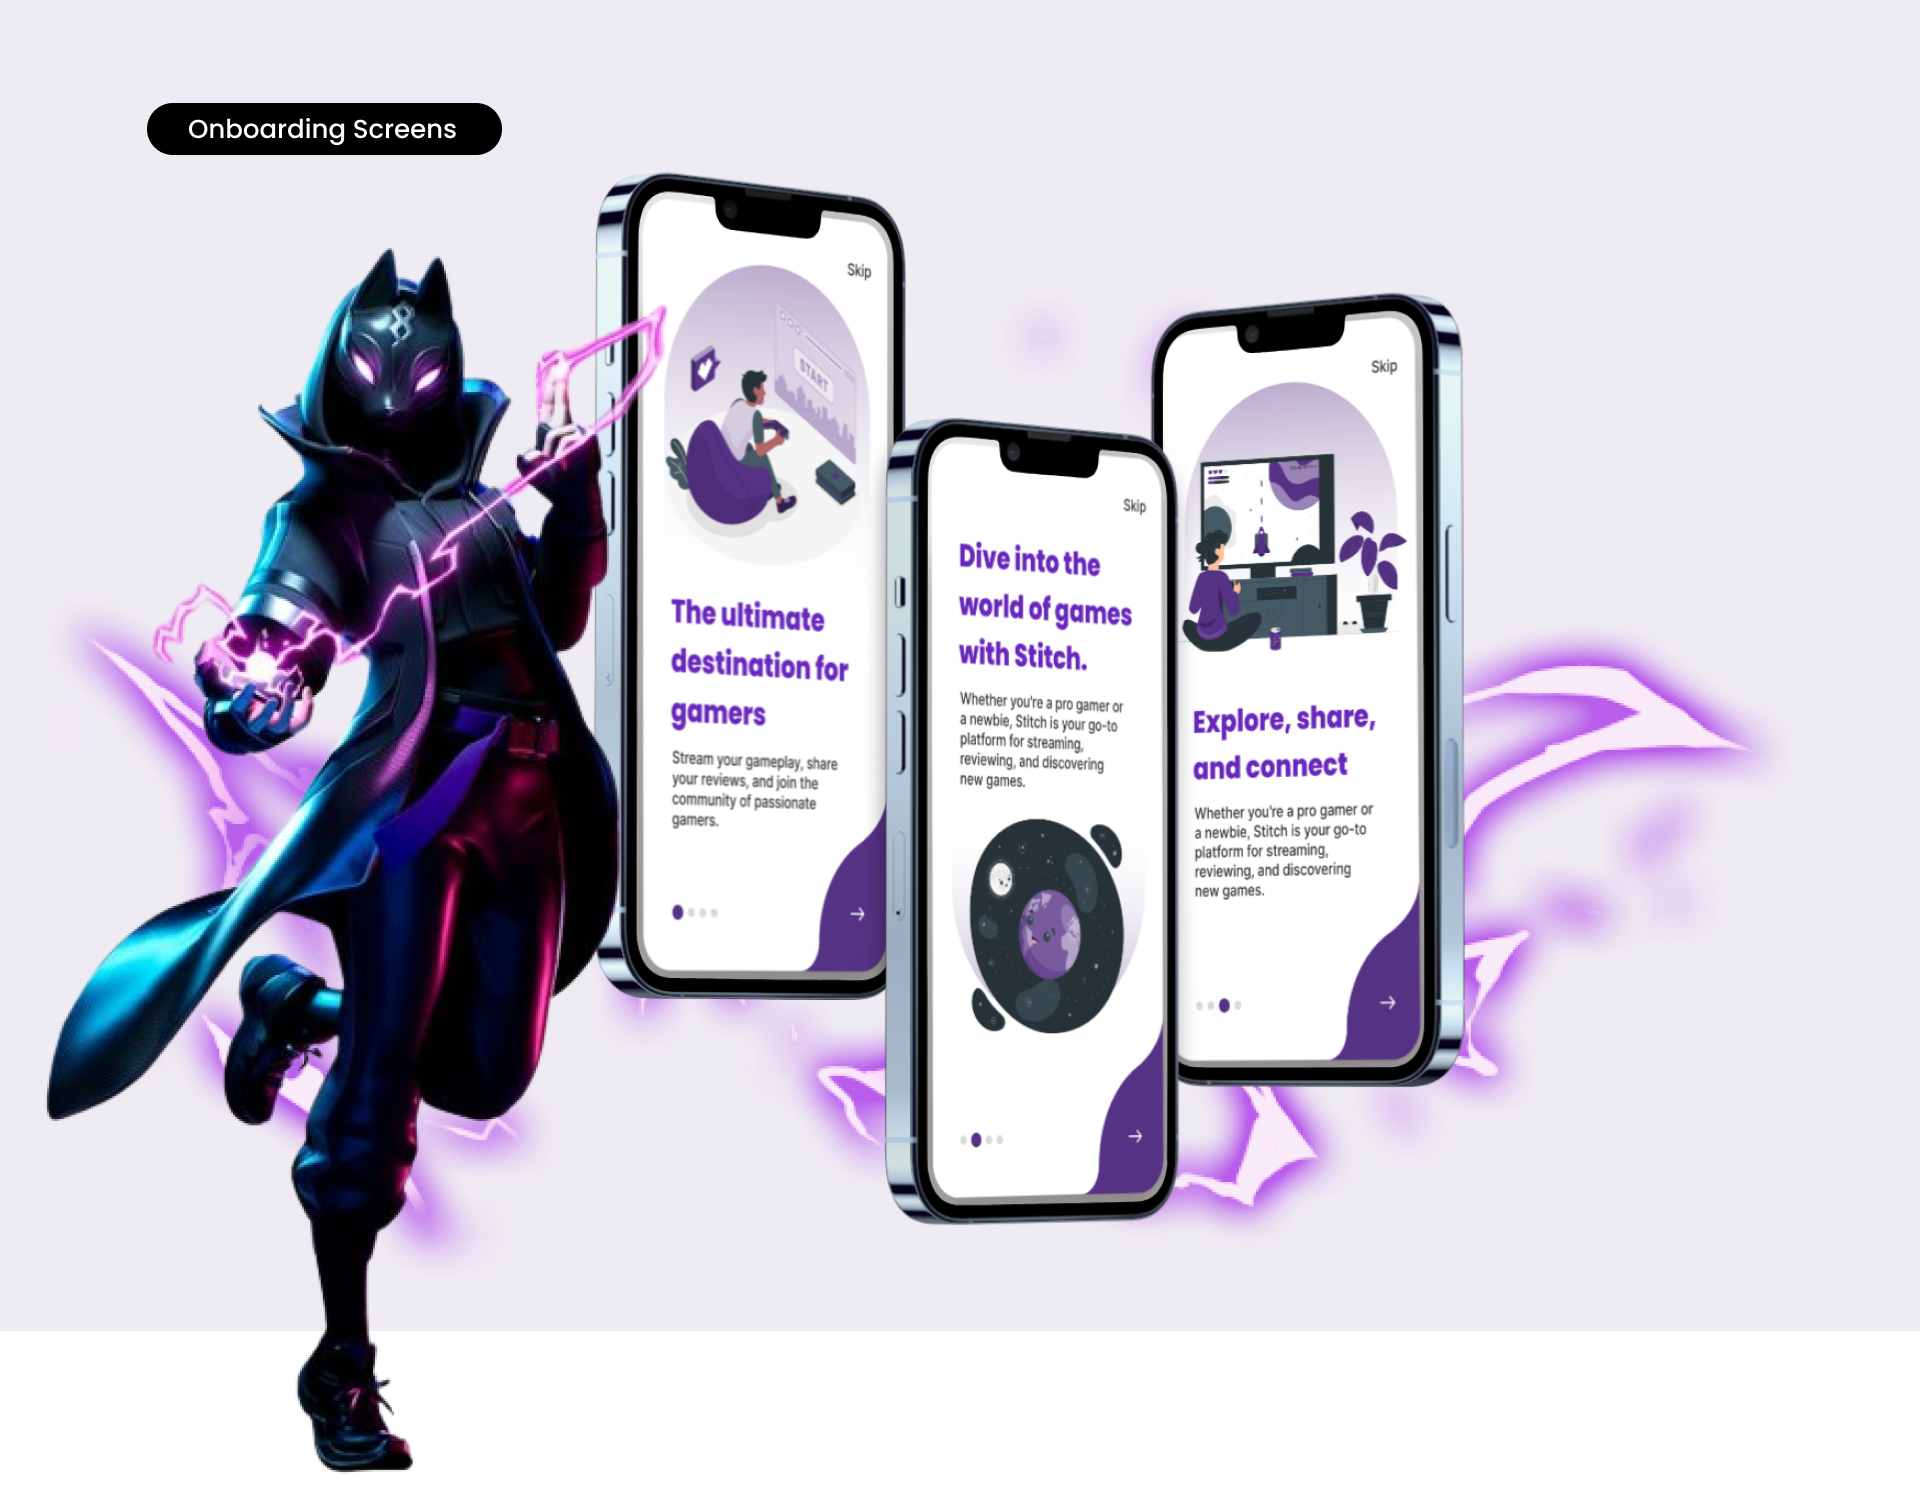 Onboarding Screens
Skip
START
The ultimate
destination for
gamers
Stream your gameplay, share
your reviews, and join the
community of passionate
gamers.
Skip
Dive into the
world of games
with Stitch.
Whether you're a pro gamer or
a newbie, Stitch is your go-to
platform for streaming,
reviewing, and discovering
new games.
Skip
Explore, share,
and connect
Whether you're a pro gamer or
a newbie, Stitch is your go-to
platform for streaming,
reviewing, and discovering
new games.